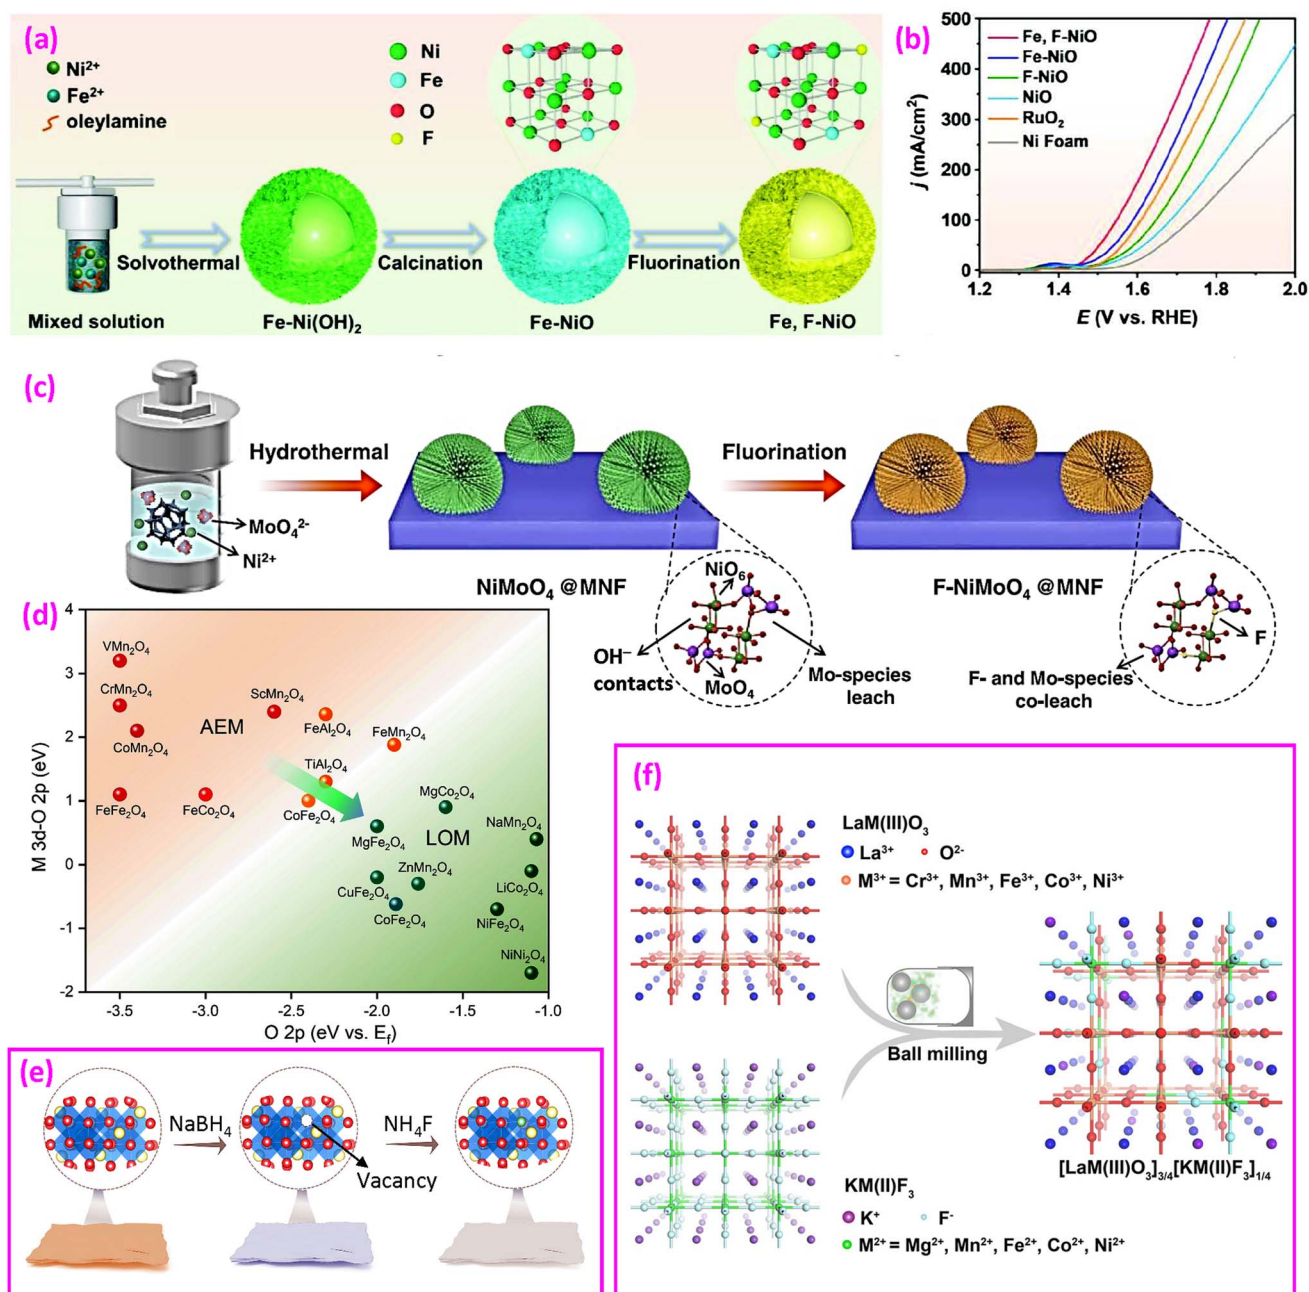 (a)
Ni²⁺
Fe²⁺
oleylamine
Ni
Fe
O
F
Solvothermal
Calcination
Fluorination
Mixed solution
Fe-Ni(OH)₂
Fe-NiO
Fe, F-NiO
(b)
500
400
300
200
100
0
j (mA/cm²)
Fe, F-NiO
Fe-NiO
F-NiO
NiO
RuO₂
Ni Foam
1.2
1.4
1.6
1.8
2.0
E (V vs. RHE)
(c)
Hydrothermal
Fluorination
MoO₄²⁻
Ni²⁺
NiMoO₄ @MNF
F-NiMoO₄ @MNF
NiO₆
OH⁻
contacts
MoO₄
Mo-species
leach
F
F- and Mo-species
co-leach
(d)
4
3
2
1
0
-1
-2
M 3d-O 2p (eV)
VMn₂O₄
CrMn₂O₄
CoMn₂O₄
ScMn₂O₄
AEM
FeAl₂O₄
FeMn₂O₄
TiAl₂O₄
FeFe₂O₄
FeCo₂O₄
CoFe₂O₄
MgCo₂O₄
MgFe₂O₄
LOM
NaMn₂O₄
ZnMn₂O₄
CuFe₂O₄
LiCo₂O₄
CoFe₂O₄
NiFe₂O₄
NiNi₂O₄
-3.5
-3.0
-2.5
-2.0
-1.5
-1.0
O 2p (eV vs. E_f)
(e)
NaBH₄
NH₄F
Vacancy
(f)
LaM(III)O₃
La³⁺
O²⁻
M³⁺ = Cr³⁺, Mn³⁺, Fe³⁺, Co³⁺, Ni³⁺
Ball milling
[LaM(III)O₃]₃/₄[KM(II)F₃]₁/₄
KM(II)F₃
K⁺
F⁻
M²⁺ = Mg²⁺, Mn²⁺, Fe²⁺, Co²⁺, Ni²⁺